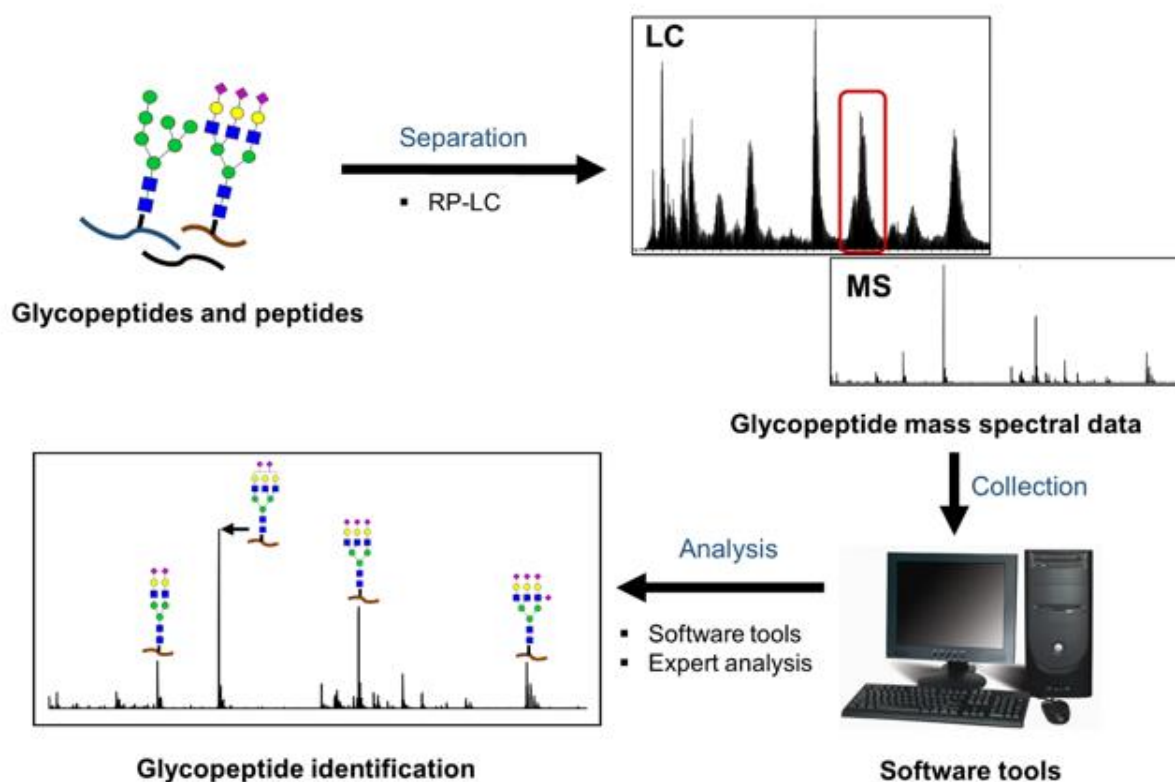 LC
Separation
▪ RP-LC
Glycopeptides and peptides
MS
Glycopeptide mass spectral data
Collection
Analysis
▪ Software tools
▪ Expert analysis
Glycopeptide identification
Software tools